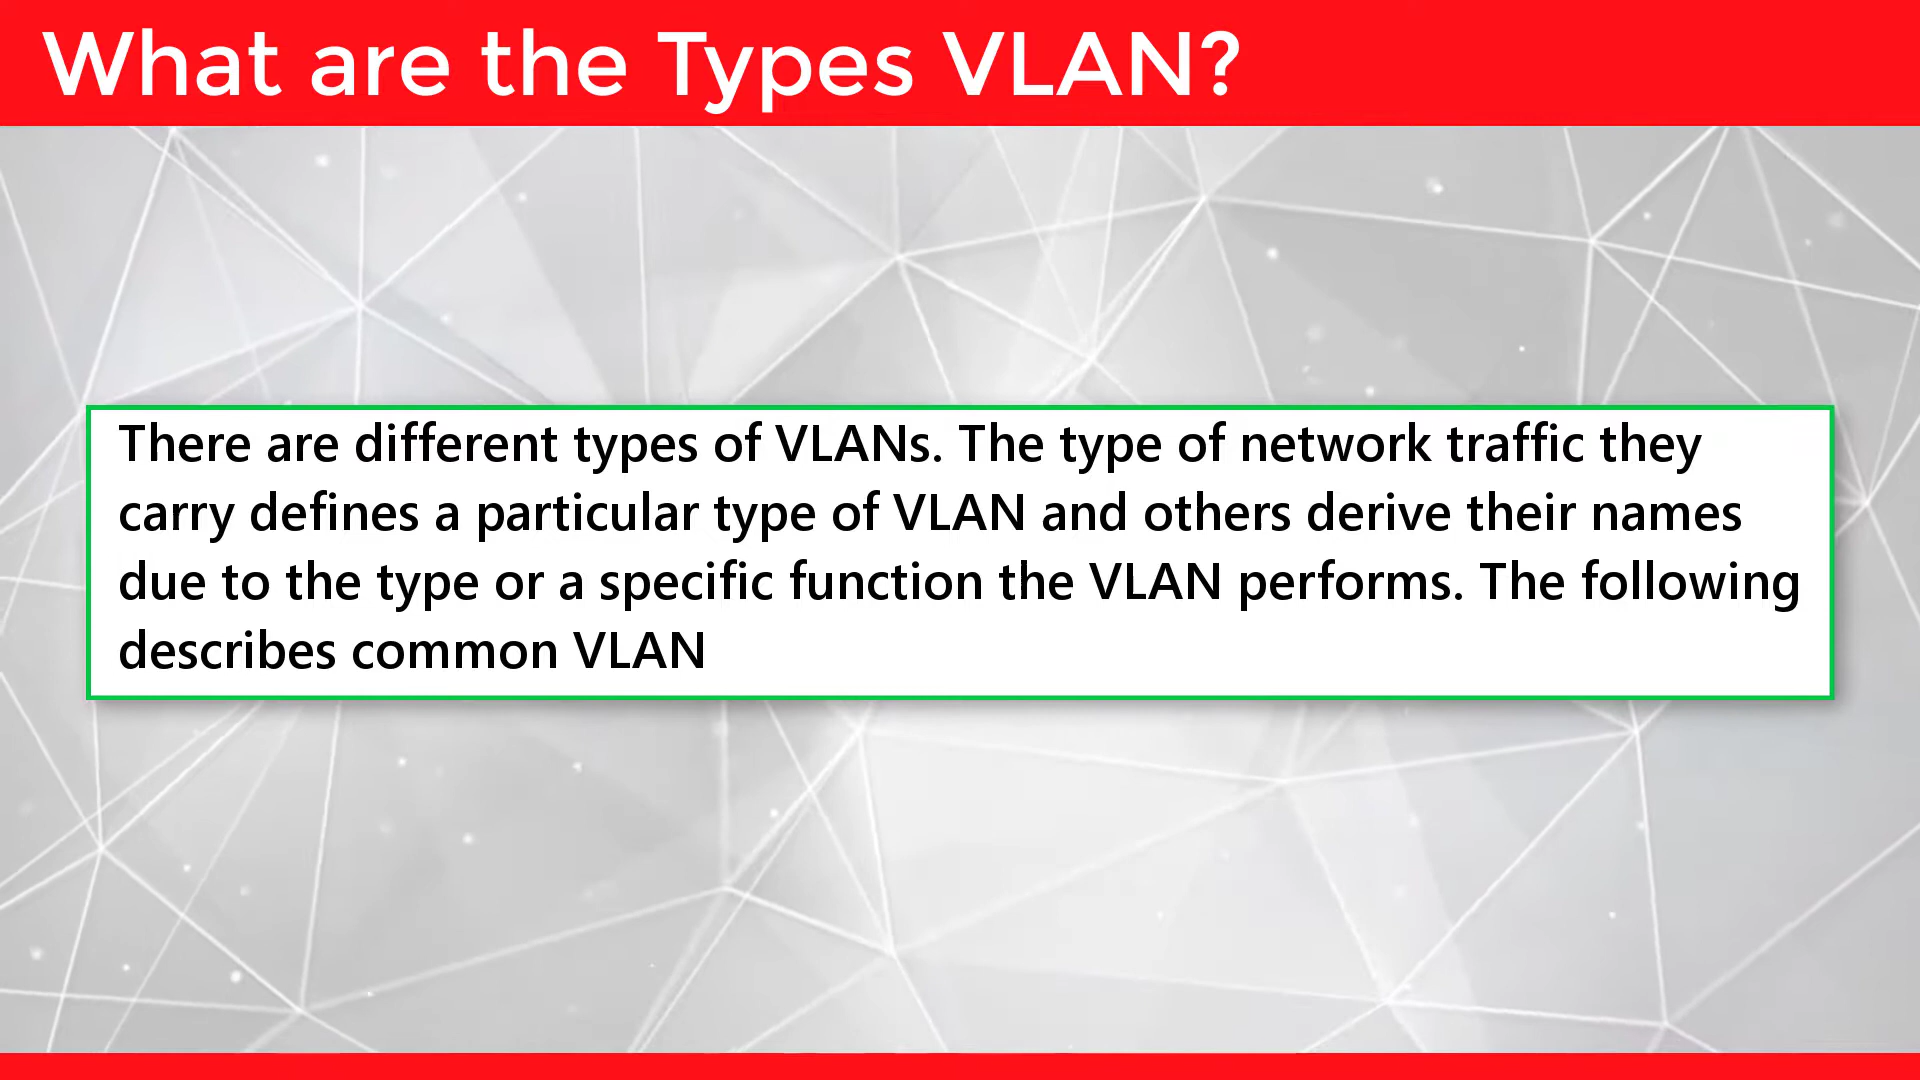 What are the Types VLAN?
There are different types of VLANs. The type of network traffic they
carry defines a particular type of VLAN and others derive their names
due to the type or a specific function the VLAN performs. The following
describes common VLAN